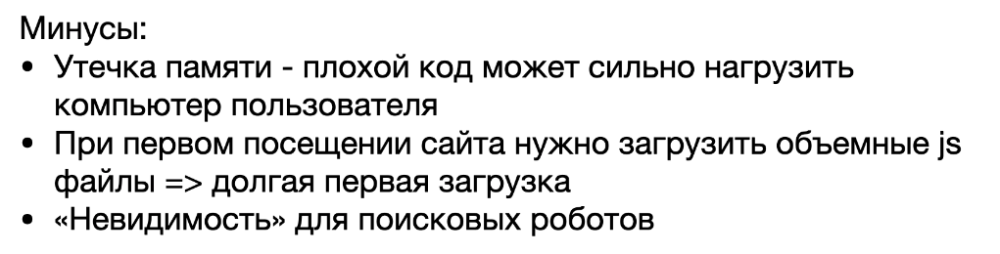 Минусы:
• Утечка памяти - плохой код может сильно нагрузить
компьютер пользователя
• При первом посещении сайта нужно загрузить объемные js
файлы => долгая первая загрузка
• «Невидимость» для поисковых роботов